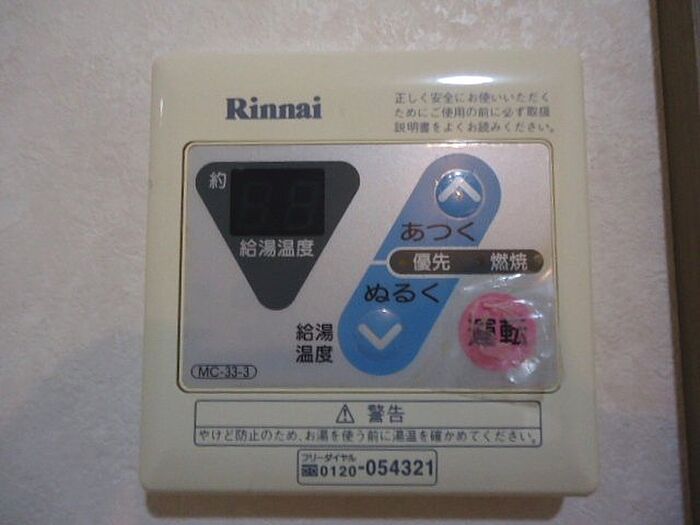 Rinnai
正しく安全にお使いいただく
ためにご使用の前に必ず取扱
説明書をよくお読みください。
約
給湯温度
あつく
優先 燃焼
ぬるく
給湯
温度
運転
MC-33-3
⚠ 警告
やけど防止のため、お湯を使う前に湯温を確かめてください。
フリーダイヤル
0120-054321